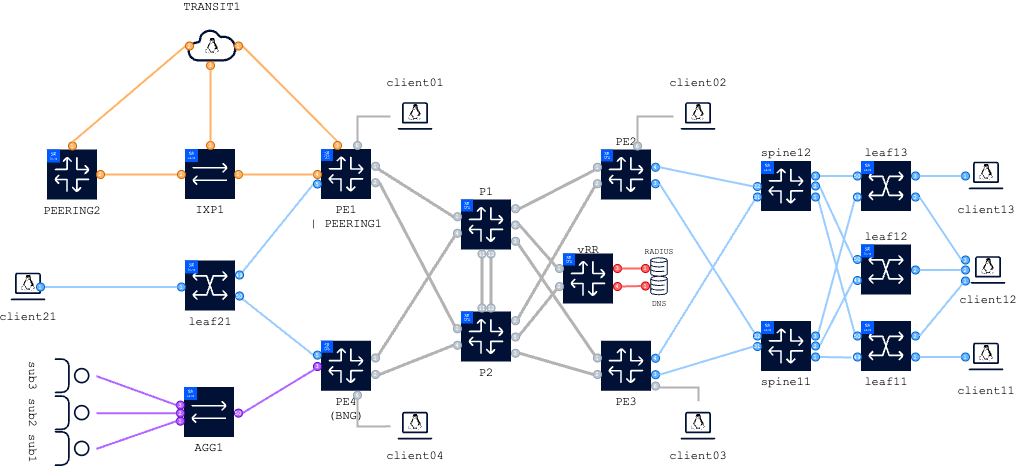 TRANSIT1
client01
client02
PE2
spine12
leaf13
PEERING2
IXP1
PE1
| PEERING1
P1
client13
leaf12
vRR
RADIUS
DNS
client12
client21
leaf21
P2
spine11
leaf11
client11
sub3
sub2
sub1
AGG1
PE4
(BNG)
PE3
client04
client03